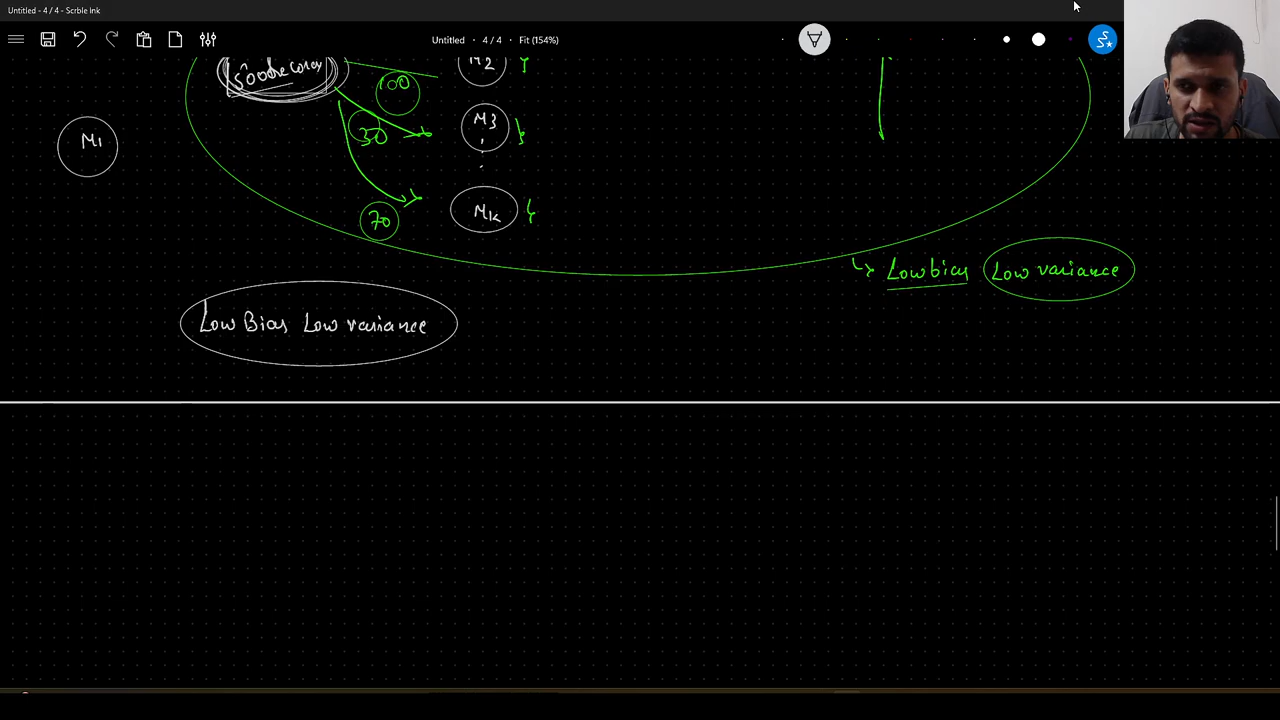 Untitled - 4 / 4 - Scrble Ink
Untitled · 4 / 4 · Fit (154%)
M2
100
M3
30
M1
70
MK
Low bias Low variance
Low Bias Low variance